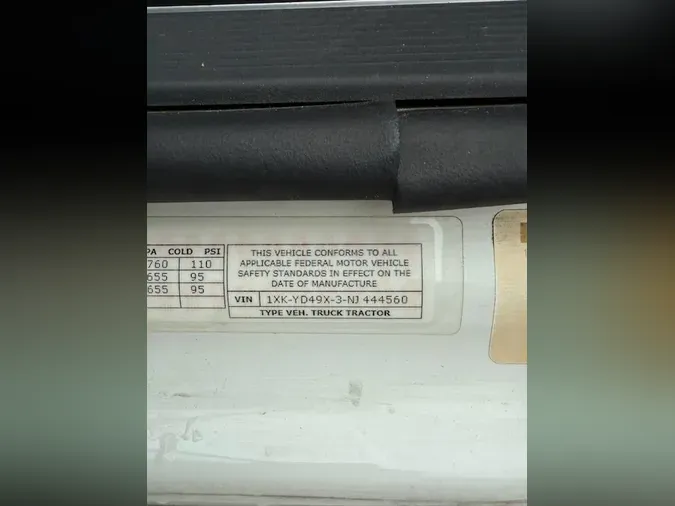 PA COLD PSI
760 110
655 95
655 95
THIS VEHICLE CONFORMS TO ALL
APPLICABLE FEDERAL MOTOR VEHICLE
SAFETY STANDARDS IN EFFECT ON THE
DATE OF MANUFACTURE
VIN 1XK-YD49X-3-NJ 444560
TYPE VEH. TRUCK TRACTOR